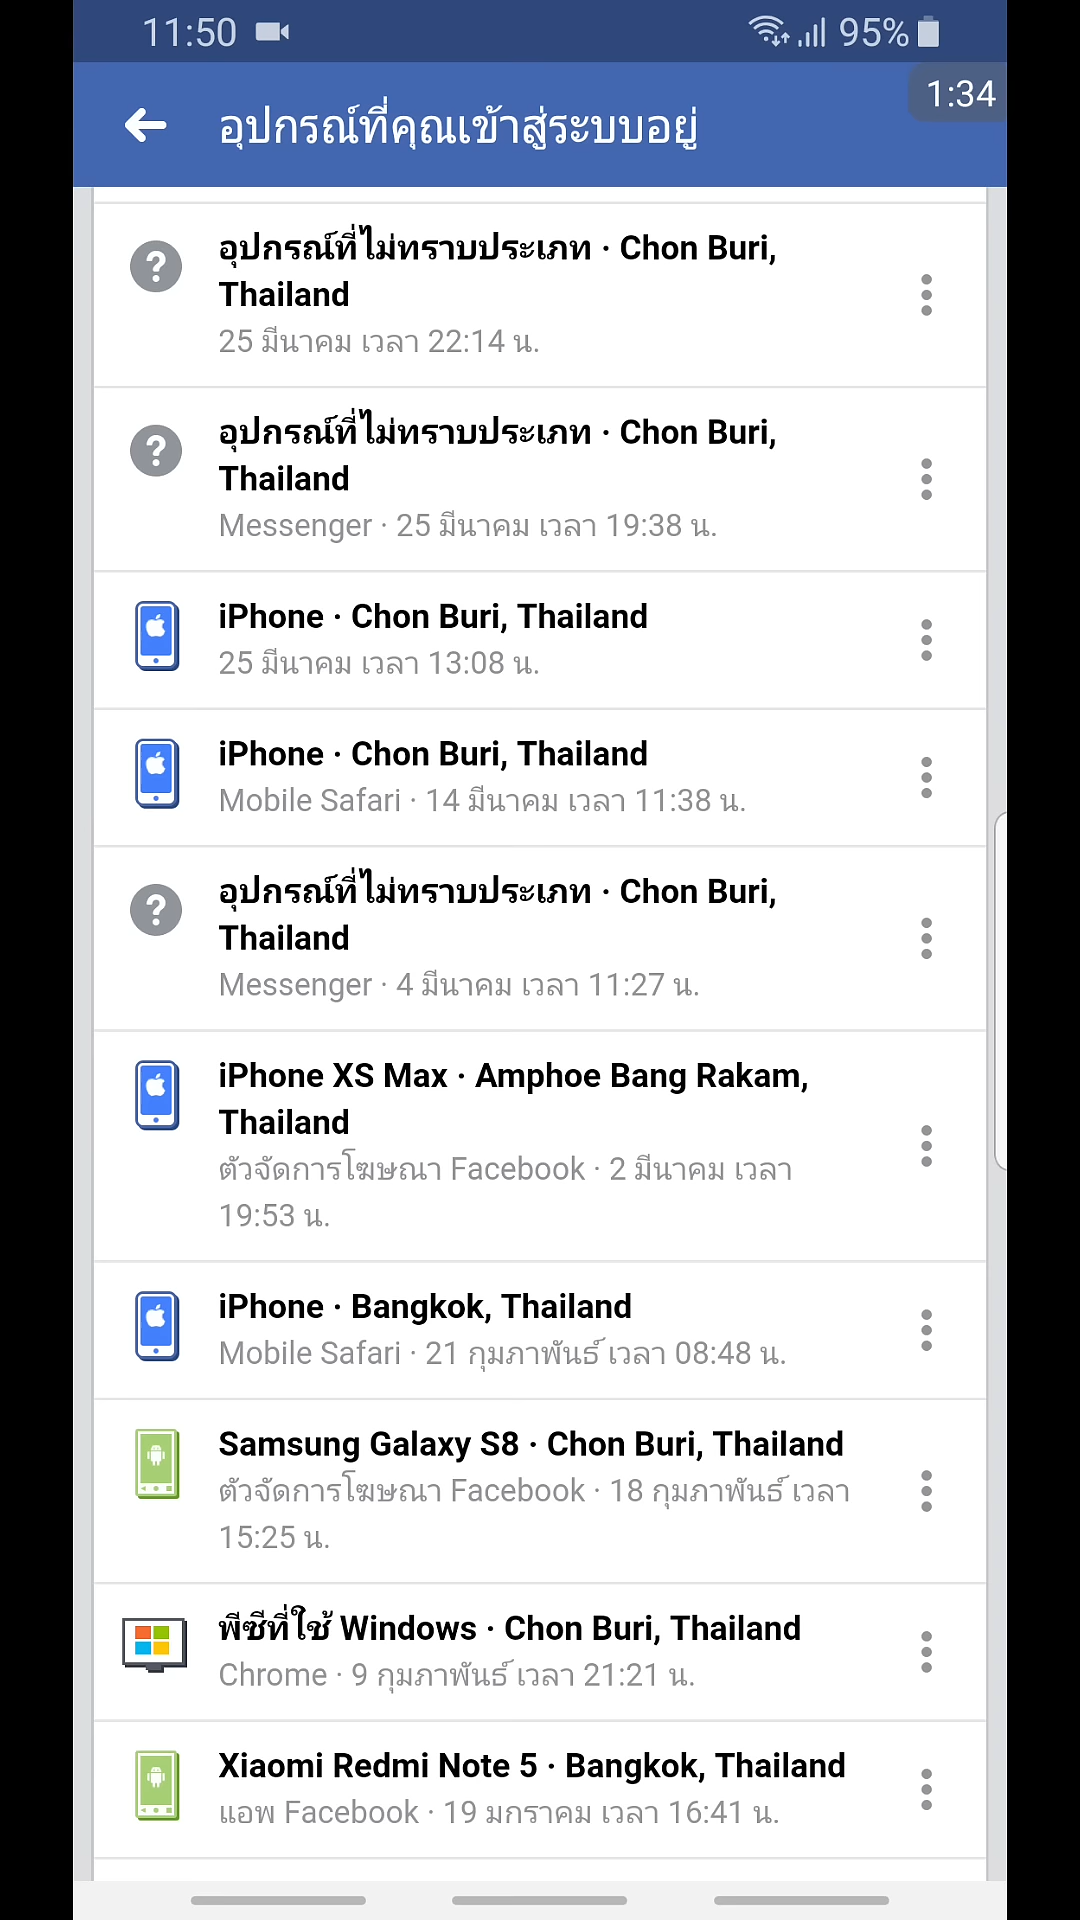 11:50
95%
1:34
อุปกรณ์ที่คุณเข้าสู่ระบบอยู่
อุปกรณ์ที่ไม่ทราบประเภท · Chon Buri,
Thailand
25 มีนาคม เวลา 22:14 น.
อุปกรณ์ที่ไม่ทราบประเภท · Chon Buri,
Thailand
Messenger · 25 มีนาคม เวลา 19:38 น.
iPhone · Chon Buri, Thailand
25 มีนาคม เวลา 13:08 น.
iPhone · Chon Buri, Thailand
Mobile Safari · 14 มีนาคม เวลา 11:38 น.
อุปกรณ์ที่ไม่ทราบประเภท · Chon Buri,
Thailand
Messenger · 4 มีนาคม เวลา 11:27 น.
iPhone XS Max · Amphoe Bang Rakam,
Thailand
ตัวจัดการโฆษณา Facebook · 2 มีนาคม เวลา
19:53 น.
iPhone · Bangkok, Thailand
Mobile Safari · 21 กุมภาพันธ์ เวลา 08:48 น.
Samsung Galaxy S8 · Chon Buri, Thailand
ตัวจัดการโฆษณา Facebook · 18 กุมภาพันธ์ เวลา
15:25 น.
พีซีที่ใช้ Windows · Chon Buri, Thailand
Chrome · 9 กุมภาพันธ์ เวลา 21:21 น.
Xiaomi Redmi Note 5 · Bangkok, Thailand
แอพ Facebook · 19 มกราคม เวลา 16:41 น.